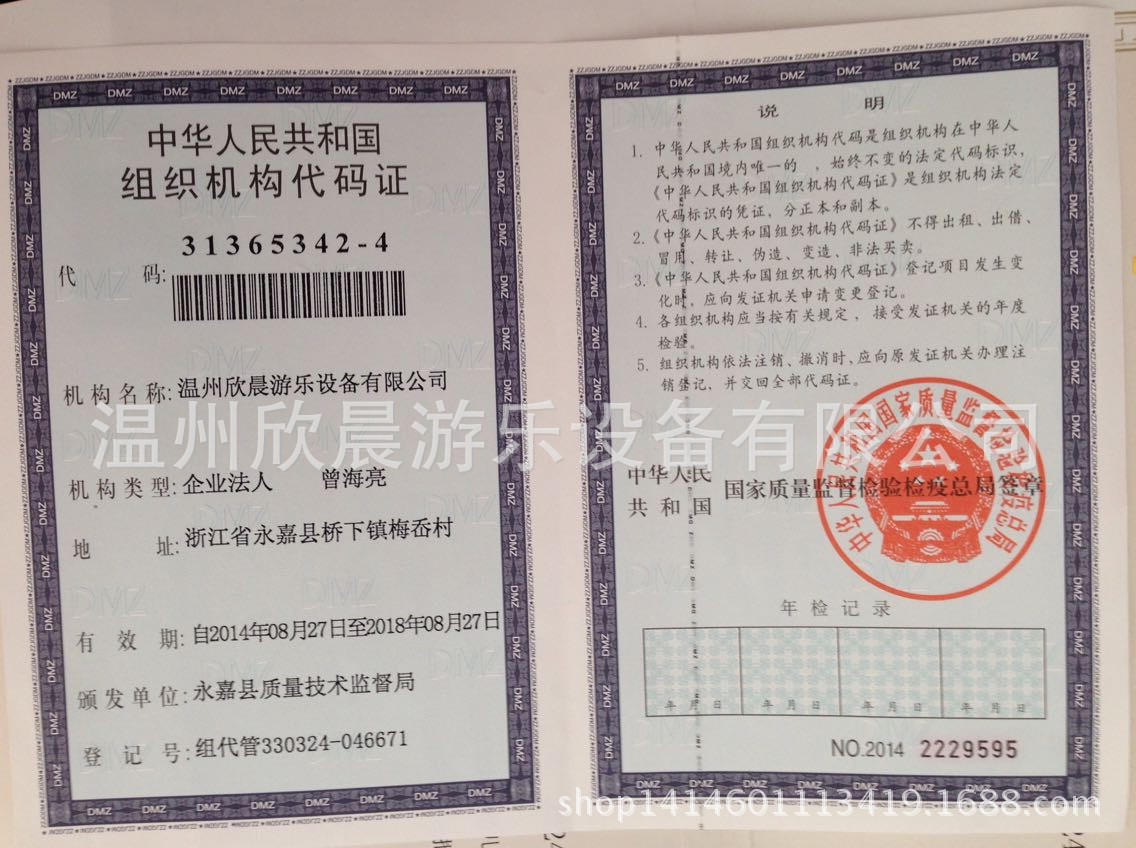 中华人民共和国
组织机构代码证
代 码: 31365342-4
机构名称: 温州欣晨游乐设备有限公司
机构类型: 企业法人 曾海亮
地 址: 浙江省永嘉县桥下镇梅岙村
有 效 期: 自2014年08月27日至2018年08月27日
颁发单位: 永嘉县质量技术监督局
登 记 号: 组代管330324-046671
说 明
1. 中华人民共和国组织机构代码是组织机构在中华人
民共和国境内唯一的 ，始终不变的法定代码标识，
《中华人民共和国组织机构代码证》是组织机构法定
代码标识的凭证，分正本和副本。
2. 《中华人民共和国组织机构代码证》不得出租、出借、
冒用、转让、伪造、变造、非法买卖。
3. 《中华人民共和国组织机构代码证》登记项目发生变
化时，应向发证机关申请变更登记。
4. 各组织机构应当按有关规定，接受发证机关的年度
检验。
5. 组织机构依法注销、撤消时，应向原发证机关办理注
销登记，并交回全部代码证。
中华人民
共和国
国家质量监督检验检疫总局签章
中华人民共和国国家质量监督检验检疫总局
年检记录
年 月 日 年 月 日 年 月 日 年 月 日
NO.2014 2229595
温州欣晨游乐设备有限公司
shop1414601113419.1688.com